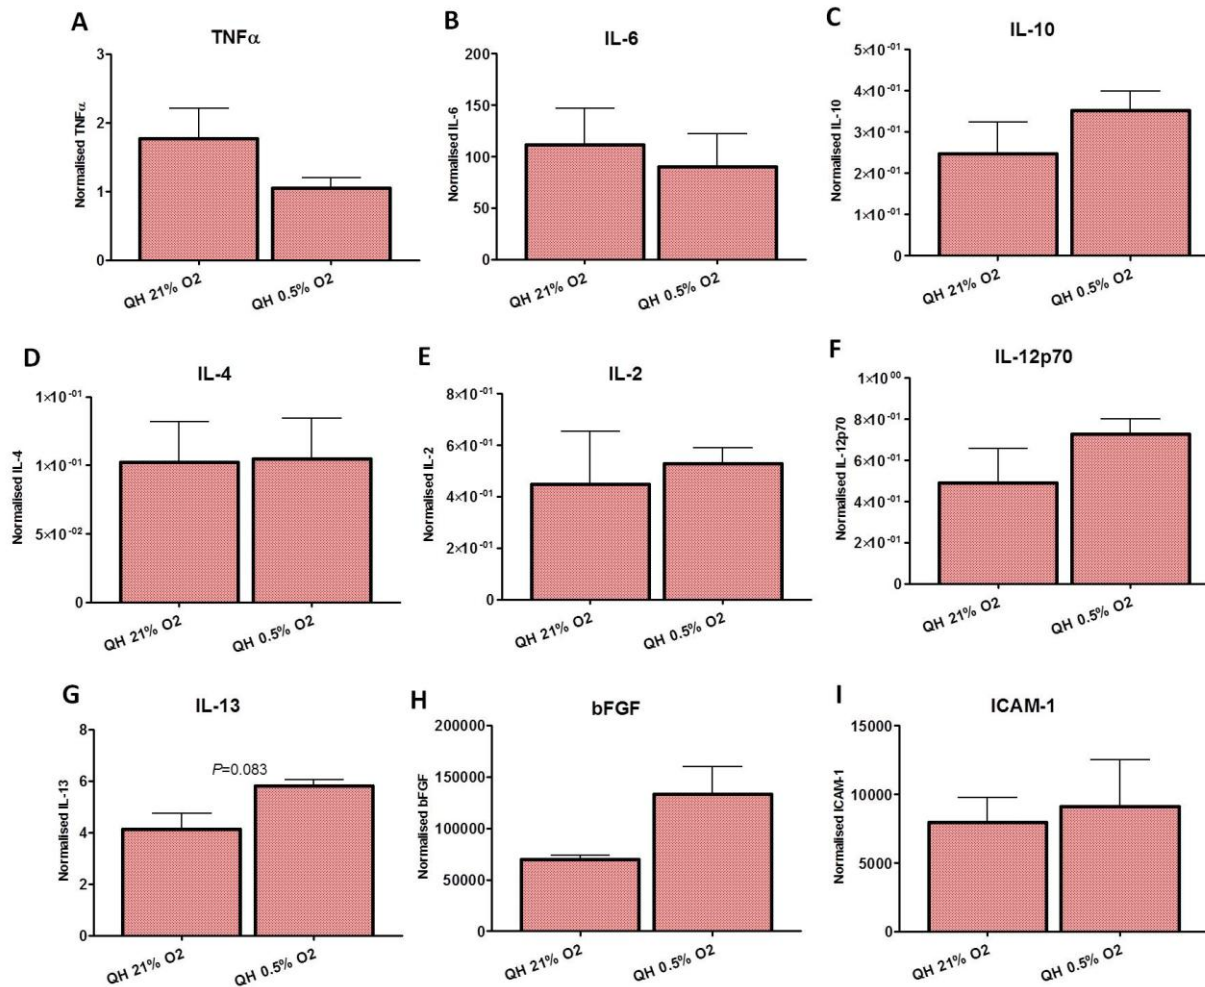 A
TNFα
Normalised TNFα
3
2
1
0
QH 21% O2
QH 0.5% O2
B
IL-6
Normalised IL-6
200
150
100
50
0
QH 21% O2
QH 0.5% O2
C
IL-10
Normalised IL-10
5×10⁻⁰¹
4×10⁻⁰¹
3×10⁻⁰¹
2×10⁻⁰¹
1×10⁻⁰¹
0
QH 21% O2
QH 0.5% O2
D
IL-4
Normalised IL-4
1×10⁻⁰¹
1×10⁻⁰¹
5×10⁻⁰²
0
QH 21% O2
QH 0.5% O2
E
IL-2
Normalised IL-2
8×10⁻⁰¹
6×10⁻⁰¹
4×10⁻⁰¹
2×10⁻⁰¹
0
QH 21% O2
QH 0.5% O2
F
IL-12p70
Normalised IL-12p70
1×10⁰⁰
8×10⁻⁰¹
6×10⁻⁰¹
4×10⁻⁰¹
2×10⁻⁰¹
0
QH 21% O2
QH 0.5% O2
G
IL-13
Normalised IL-13
8
6
4
2
0
P=0.083
QH 21% O2
QH 0.5% O2
H
bFGF
Normalised bFGF
200000
150000
100000
50000
0
QH 21% O2
QH 0.5% O2
I
ICAM-1
Normalised ICAM-1
15000
10000
5000
0
QH 21% O2
QH 0.5% O2